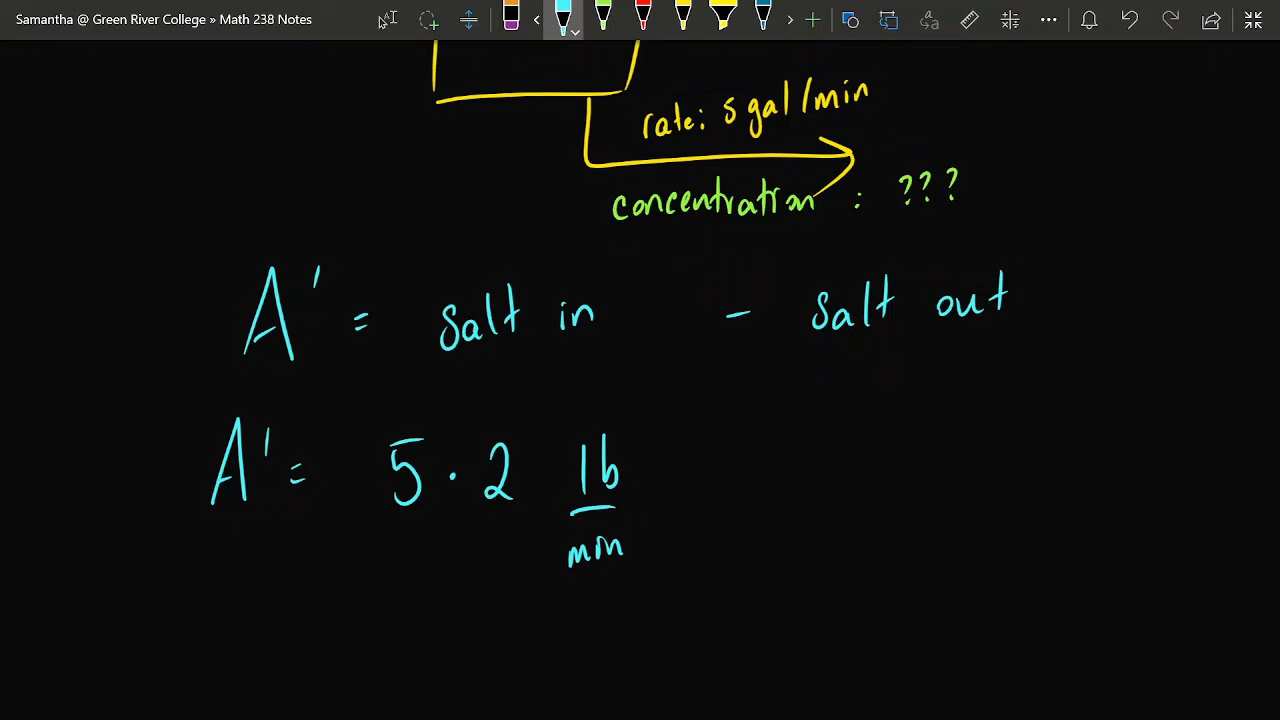 Samantha @ Green River College » Math 238 Notes
rate: 5 gal/min
concentration : ???
A' = salt in - salt out
A' = 5 · 2 lb
min